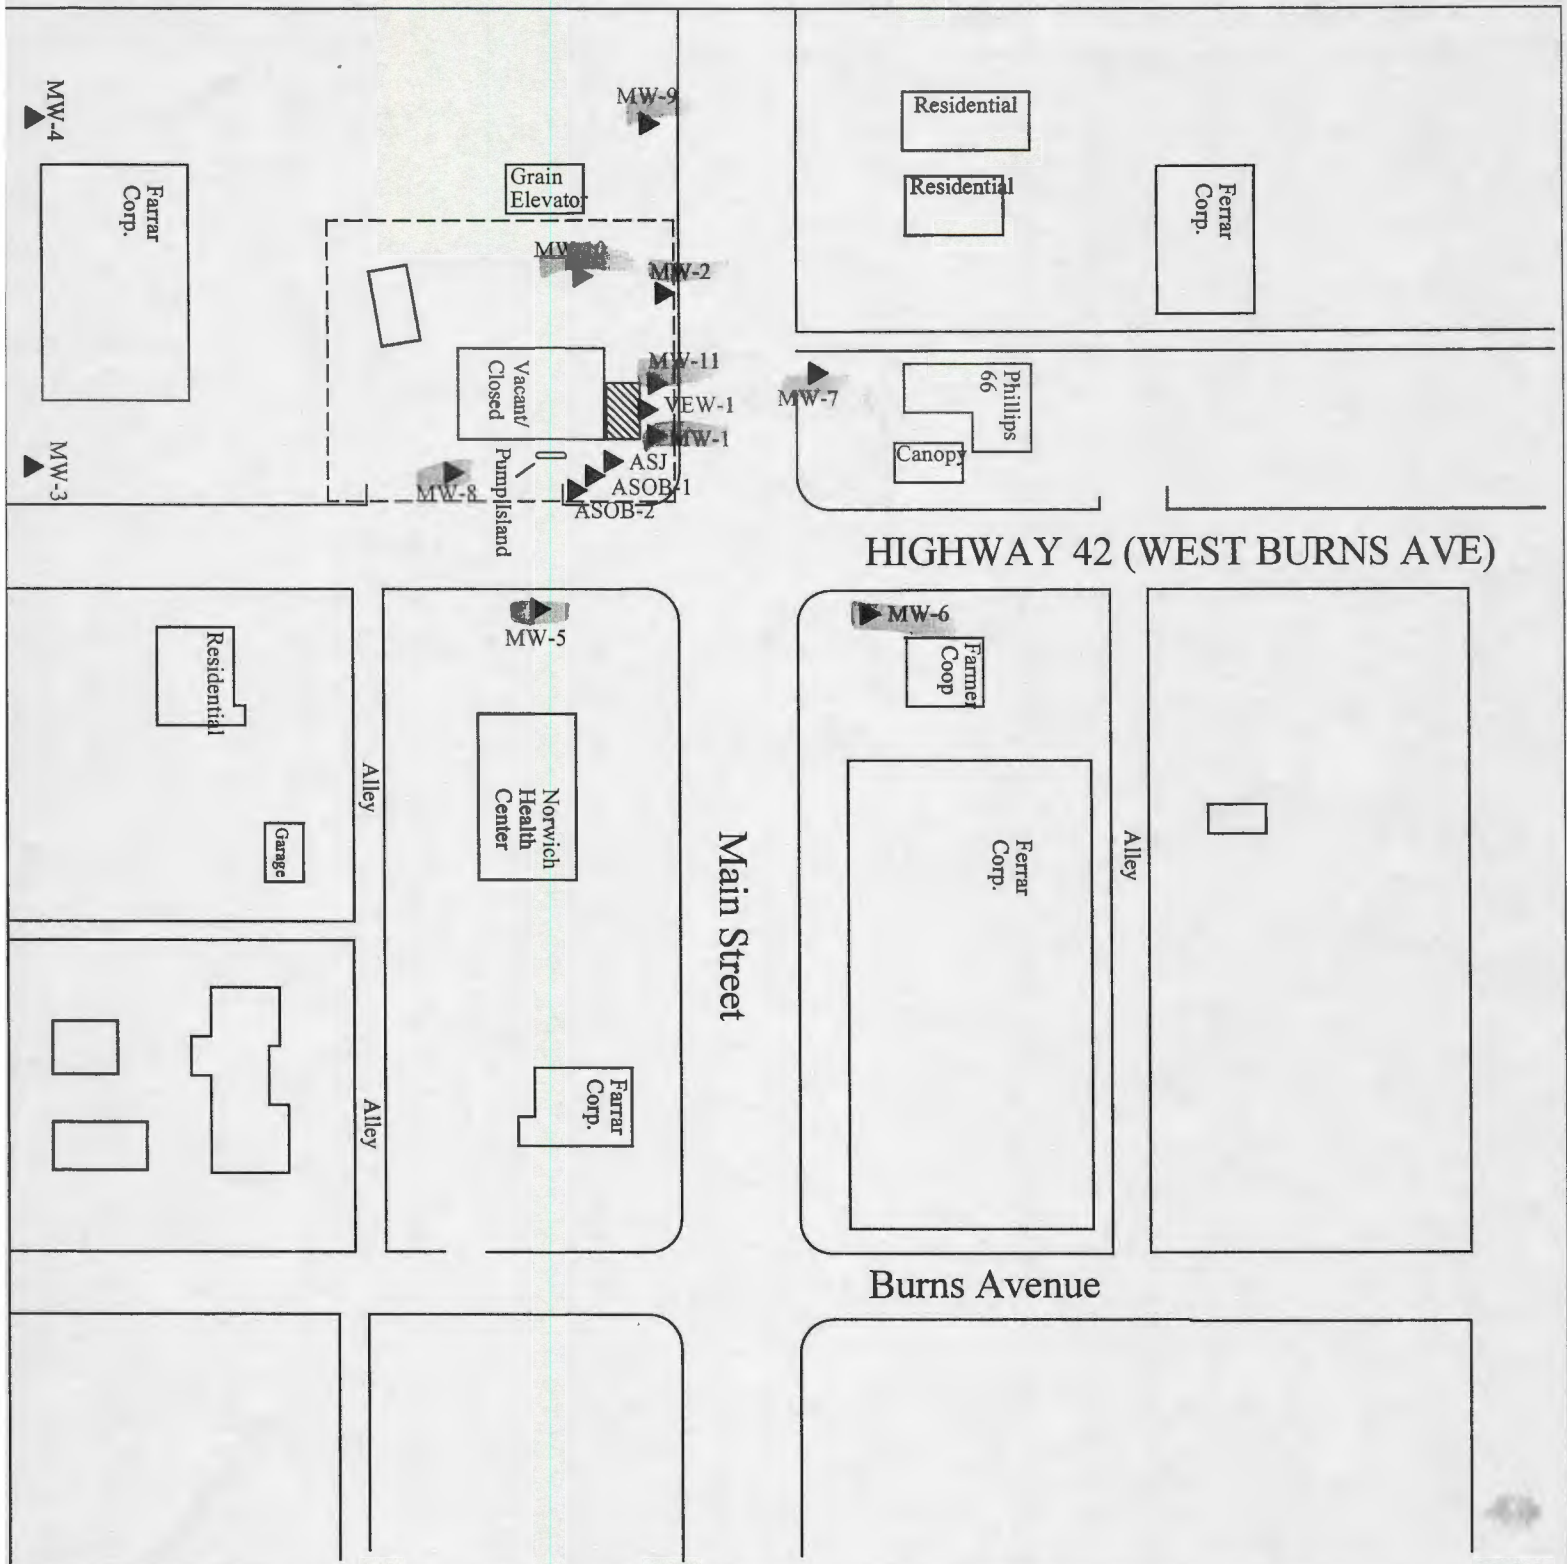 MW-4
MW-9
Residential
Residential
Ferrar
Corp.
Farrar
Corp.
Grain
Elevator
MW-2
MW-11
VEW-1
MW-1
Vacant/
Closed
MW-7
Phillips
66
Canopy
MW-3
MW-8
Pump Island
ASJ
ASOB-1
ASOB-2
HIGHWAY 42 (WEST BURNS AVE)
MW-5
MW-6
Residential
Farmer
Coop
Alley
Norwich
Health
Center
Garage
Main Street
Ferrar
Corp.
Alley
Alley
Farrar
Corp.
Burns Avenue